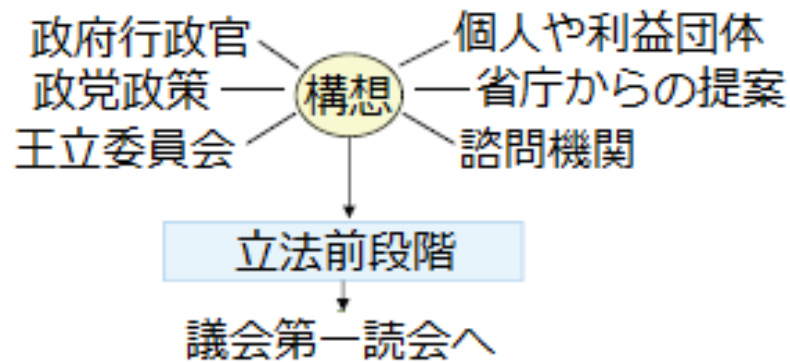 政府行政官
政党政策
王立委員会
構想
個人や利益団体
省庁からの提案
諮問機関
立法前段階
議会第一読会へ